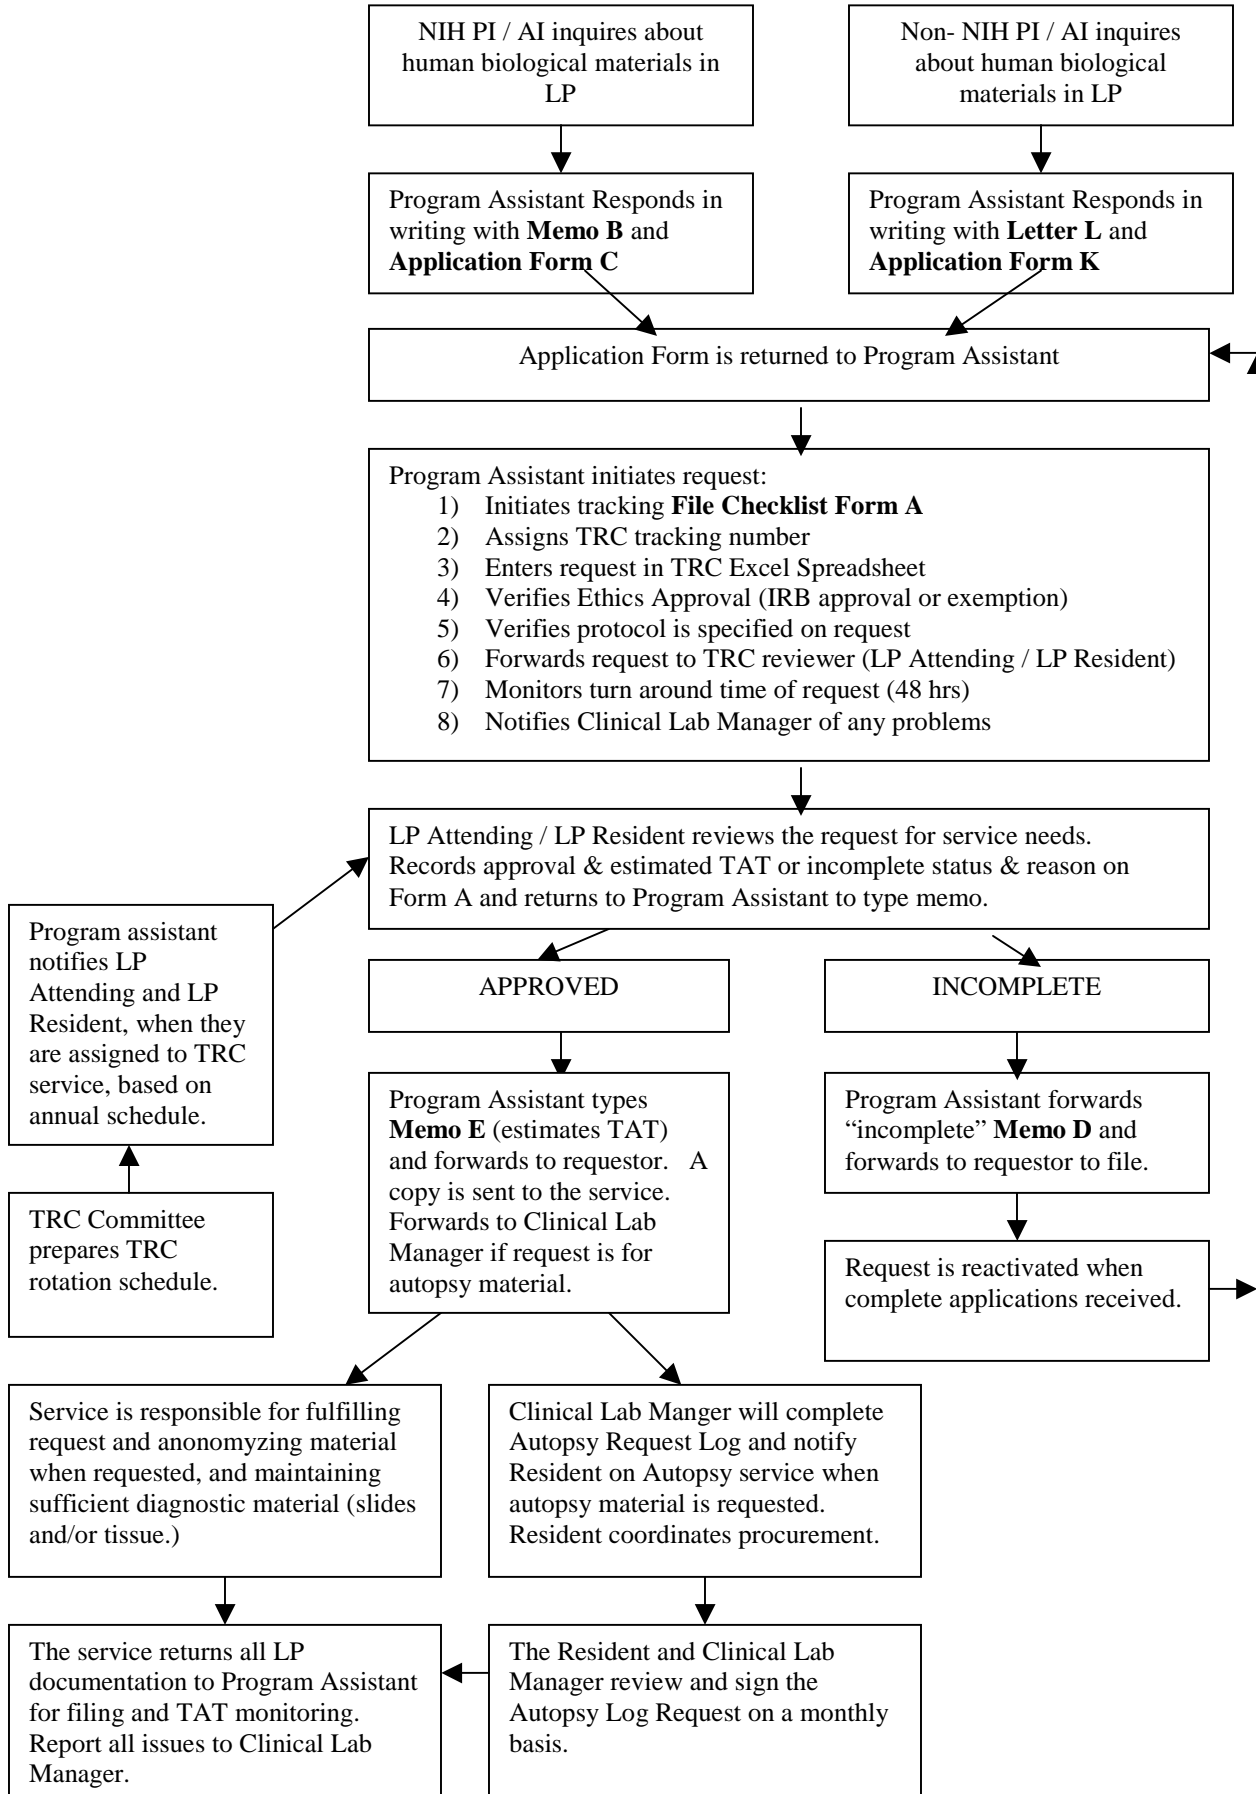 NIH PI / AI inquires about
human biological materials in
LP
Non- NIH PI / AI inquires
about human biological
materials in LP
Program Assistant Responds in
writing with Memo B and
Application Form C
Program Assistant Responds in
writing with Letter L and
Application Form K
Application Form is returned to Program Assistant
Program Assistant initiates request:
1) Initiates tracking File Checklist Form A
2) Assigns TRC tracking number
3) Enters request in TRC Excel Spreadsheet
4) Verifies Ethics Approval (IRB approval or exemption)
5) Verifies protocol is specified on request
6) Forwards request to TRC reviewer (LP Attending / LP Resident)
7) Monitors turn around time of request (48 hrs)
8) Notifies Clinical Lab Manager of any problems
LP Attending / LP Resident reviews the request for service needs.
Records approval & estimated TAT or incomplete status & reason on
Form A and returns to Program Assistant to type memo.
Program assistant
notifies LP
Attending and LP
Resident, when they
are assigned to TRC
service, based on
annual schedule.
TRC Committee
prepares TRC
rotation schedule.
APPROVED
INCOMPLETE
Program Assistant types
Memo E (estimates TAT)
and forwards to requestor. A
copy is sent to the service.
Forwards to Clinical Lab
Manager if request is for
autopsy material.
Program Assistant forwards
“incomplete” Memo D and
forwards to requestor to file.
Request is reactivated when
complete applications received.
Service is responsible for fulfilling
request and anonomyzing material
when requested, and maintaining
sufficient diagnostic material (slides
and/or tissue.)
Clinical Lab Manger will complete
Autopsy Request Log and notify
Resident on Autopsy service when
autopsy material is requested.
Resident coordinates procurement.
The service returns all LP
documentation to Program Assistant
for filing and TAT monitoring.
Report all issues to Clinical Lab
Manager.
The Resident and Clinical Lab
Manager review and sign the
Autopsy Log Request on a monthly
basis.